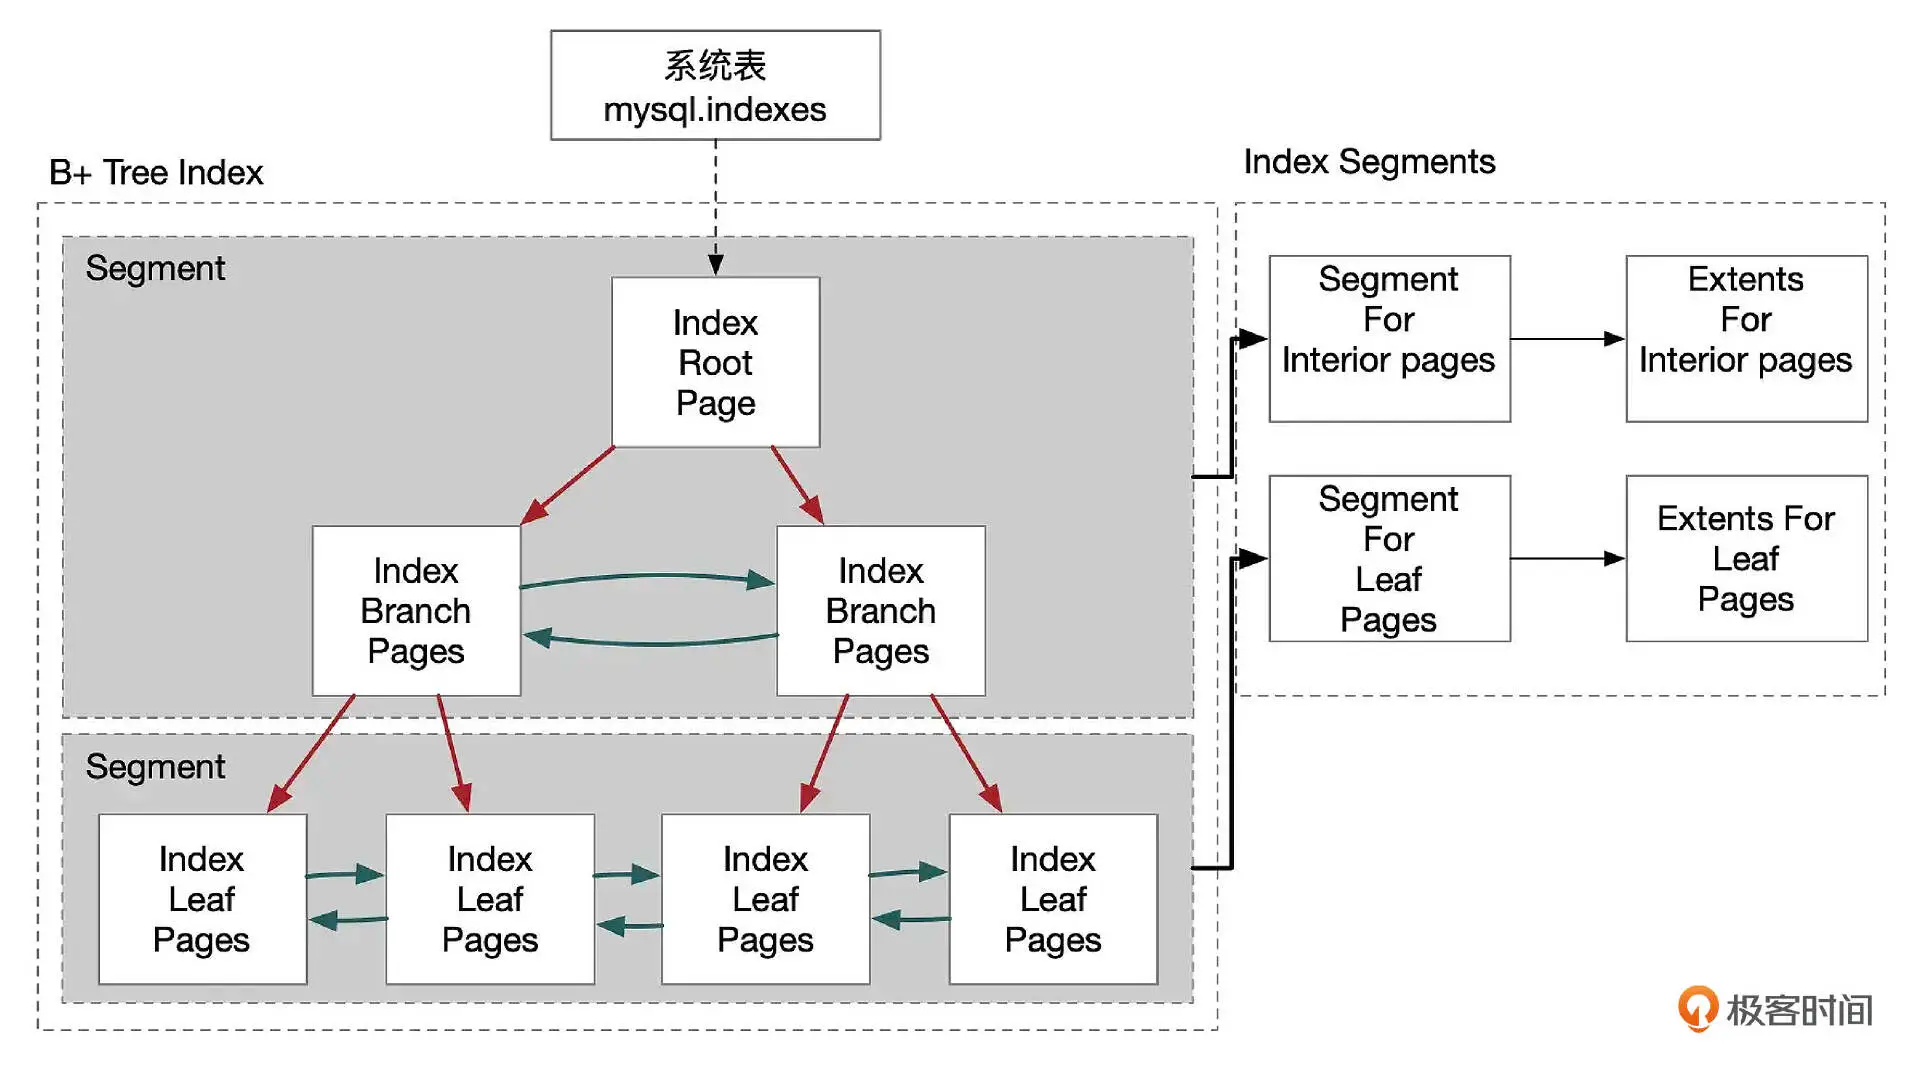 系统表
mysql.indexes
B+ Tree Index
Index Segments
Segment
Index
Root
Page
Index
Branch
Pages
Index
Branch
Pages
Segment
Index
Leaf
Pages
Index
Leaf
Pages
Index
Leaf
Pages
Index
Leaf
Pages
Segment
For
Interior pages
Extents
For
Interior pages
Segment
For
Leaf
Pages
Extents For
Leaf
Pages
极客时间